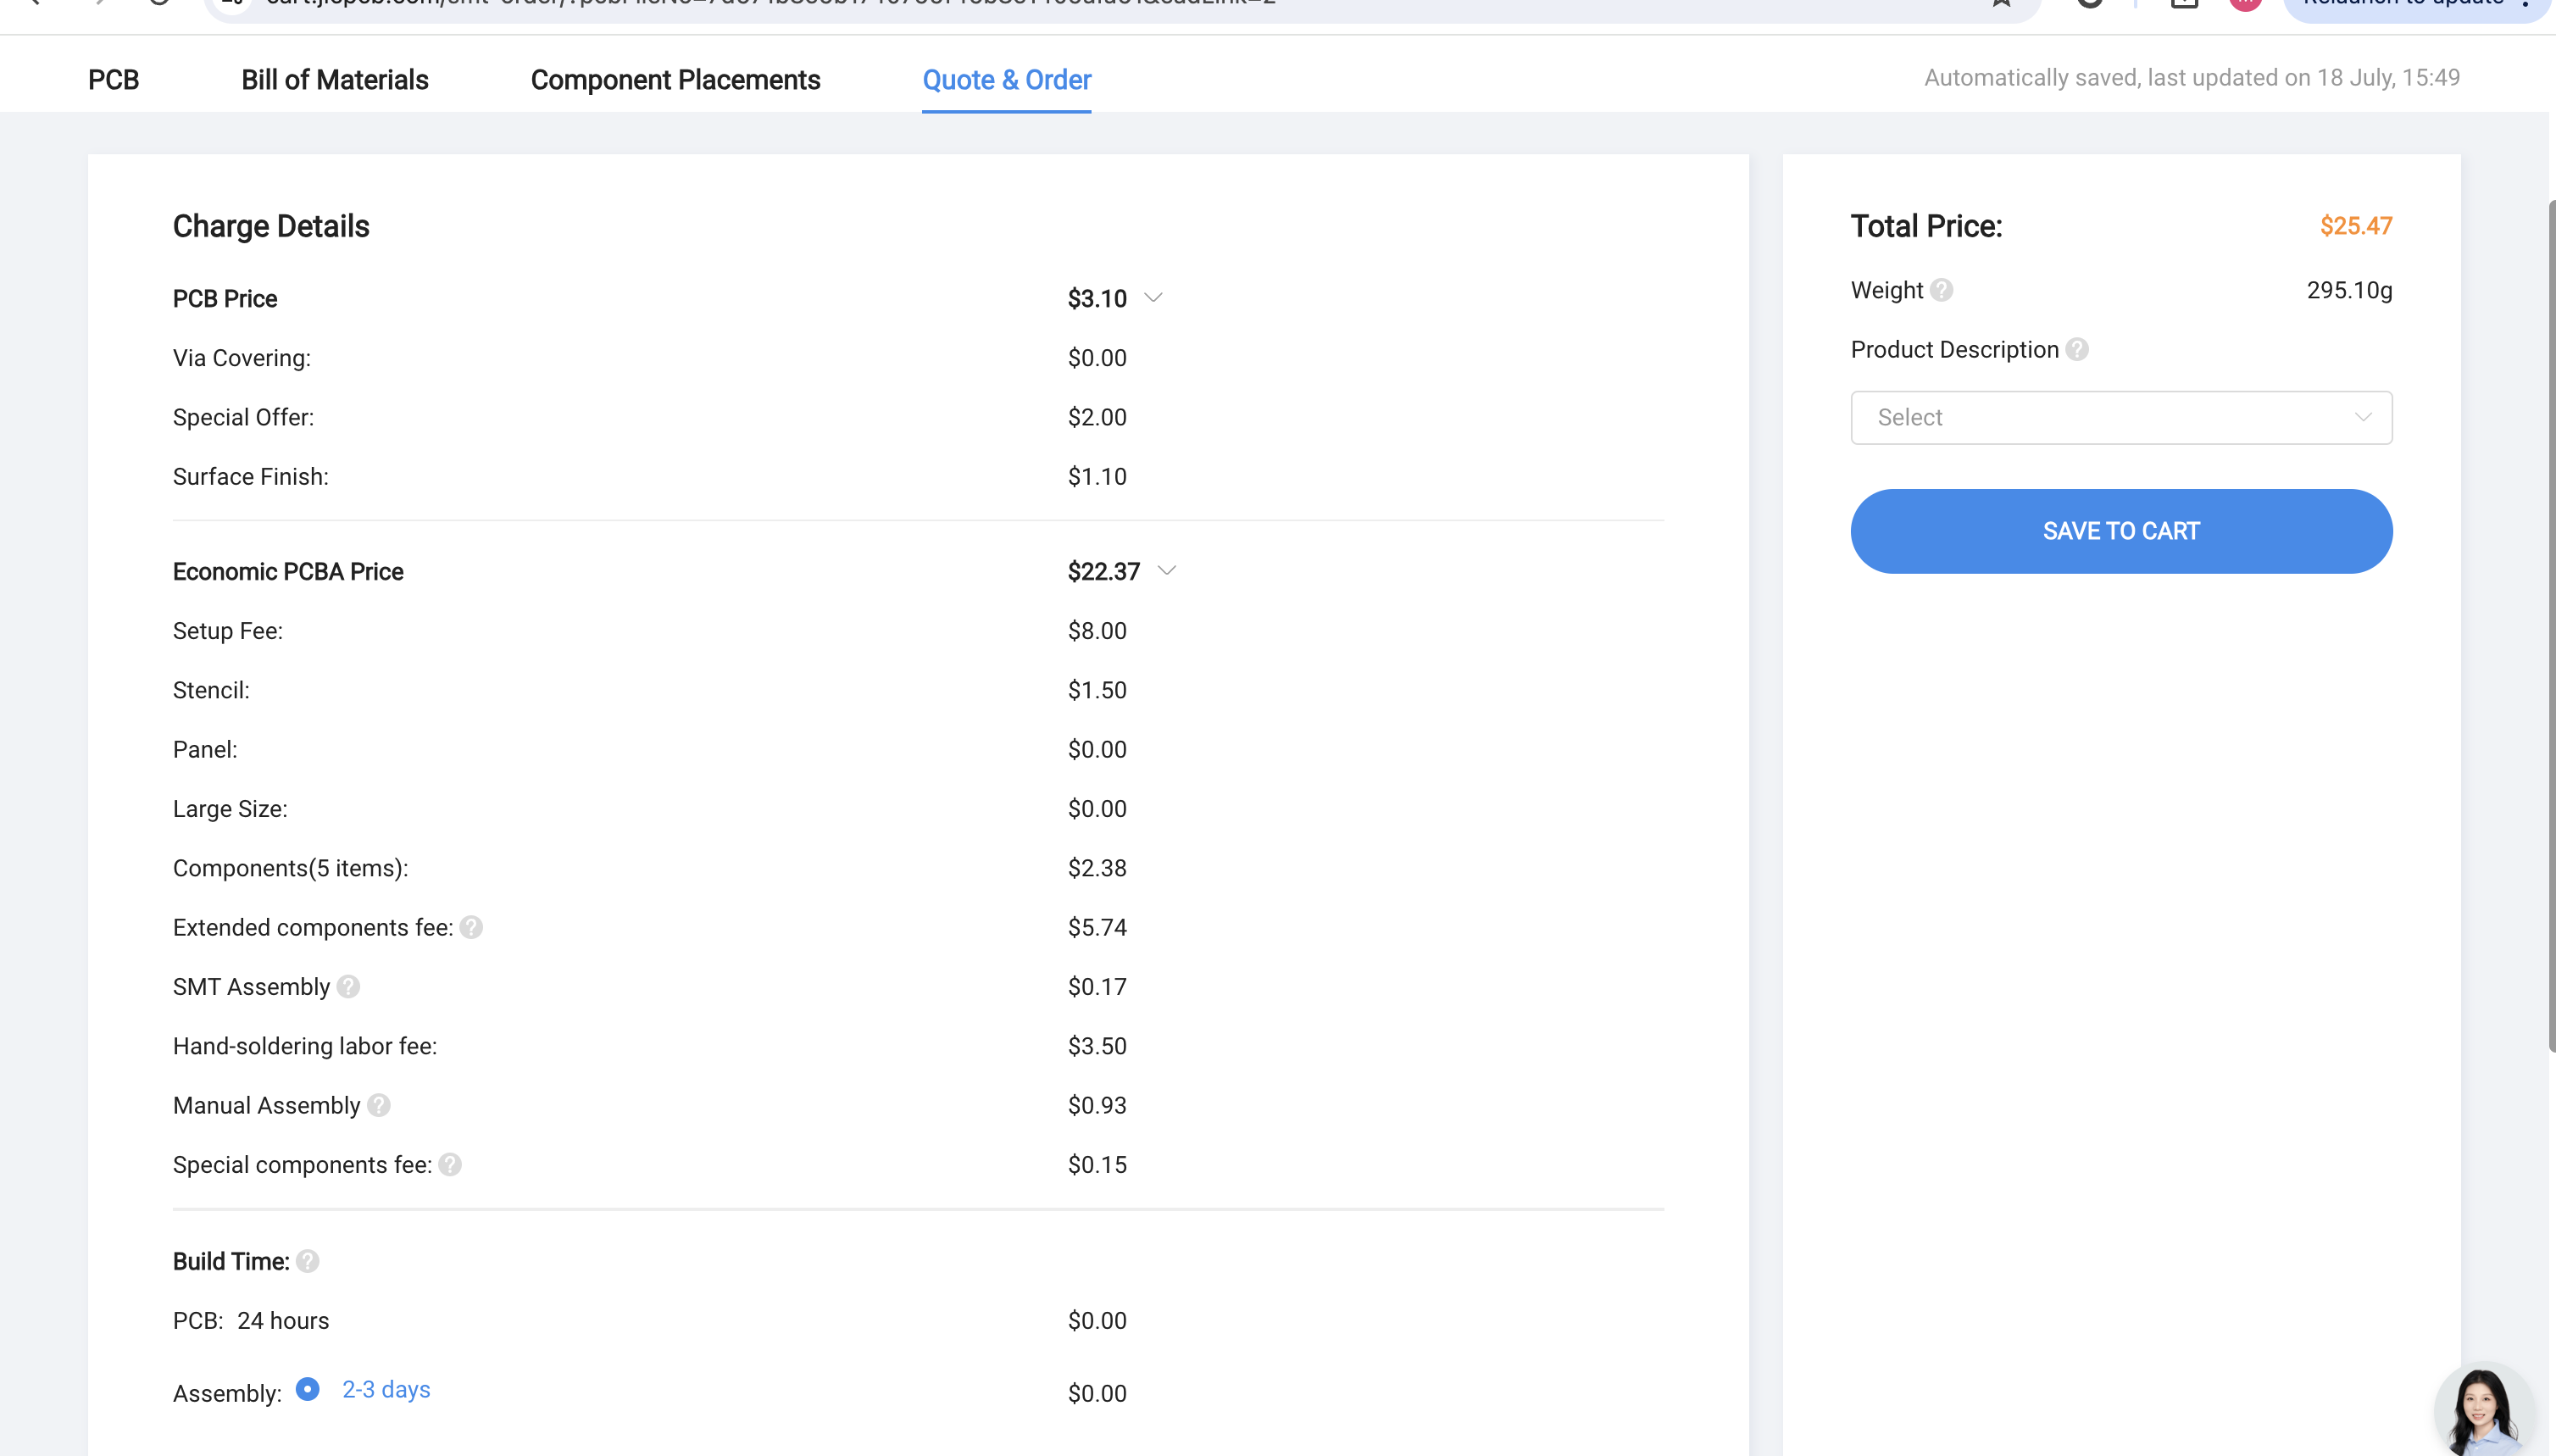 PCB Bill of Materials Component Placements Quote & Order Automatically saved, last updated on 18 July, 15:49
Charge Details
PCB Price $3.10
Via Covering: $0.00
Special Offer: $2.00
Surface Finish: $1.10
Economic PCBA Price $22.37
Setup Fee: $8.00
Stencil: $1.50
Panel: $0.00
Large Size: $0.00
Components(5 items): $2.38
Extended components fee: ? $5.74
SMT Assembly ? $0.17
Hand-soldering labor fee: $3.50
Manual Assembly ? $0.93
Special components fee: ? $0.15
Build Time: ?
PCB: 24 hours $0.00
Assembly: 2-3 days $0.00
Total Price: $25.47
Weight ? 295.10g
Product Description ?
Select
SAVE TO CART